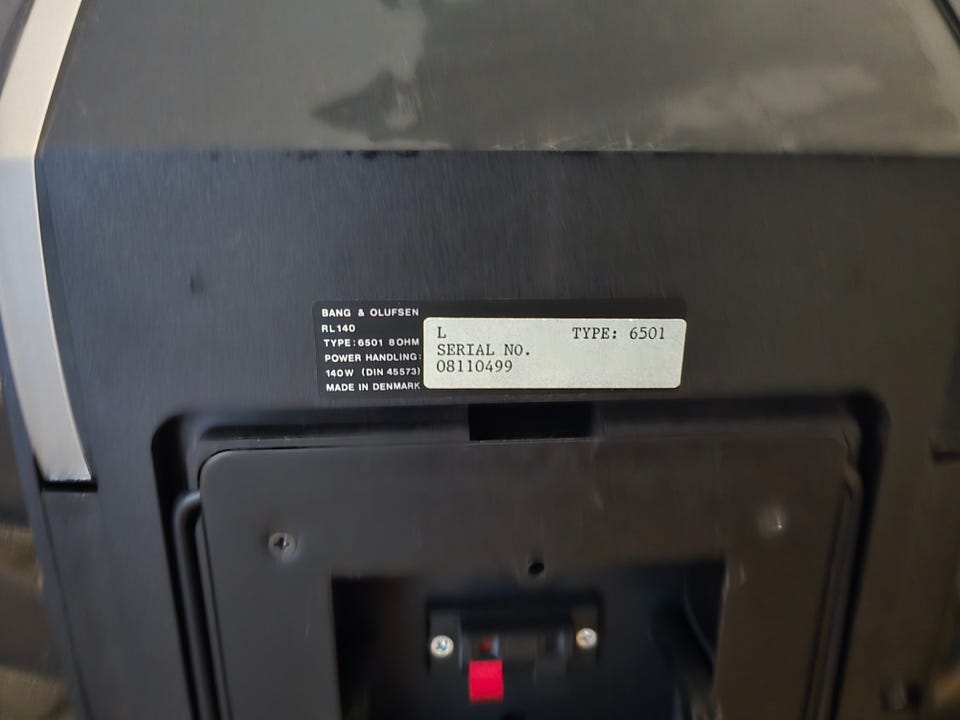 BANG & OLUFSEN
RL140
TYPE:6501 8OHM
POWER HANDLING:
140W (DIN 45573)
MADE IN DENMARK
L TYPE: 6501
SERIAL NO.
08110499